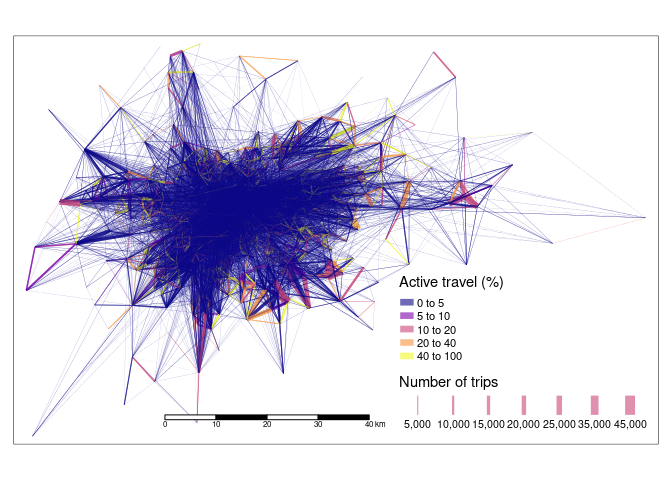 Active travel (%)
0 to 5
5 to 10
10 to 20
20 to 40
40 to 100
Number of trips
5,000 10,000 15,000 20,000 25,000 35,000 45,000
0 10 20 30 40 km